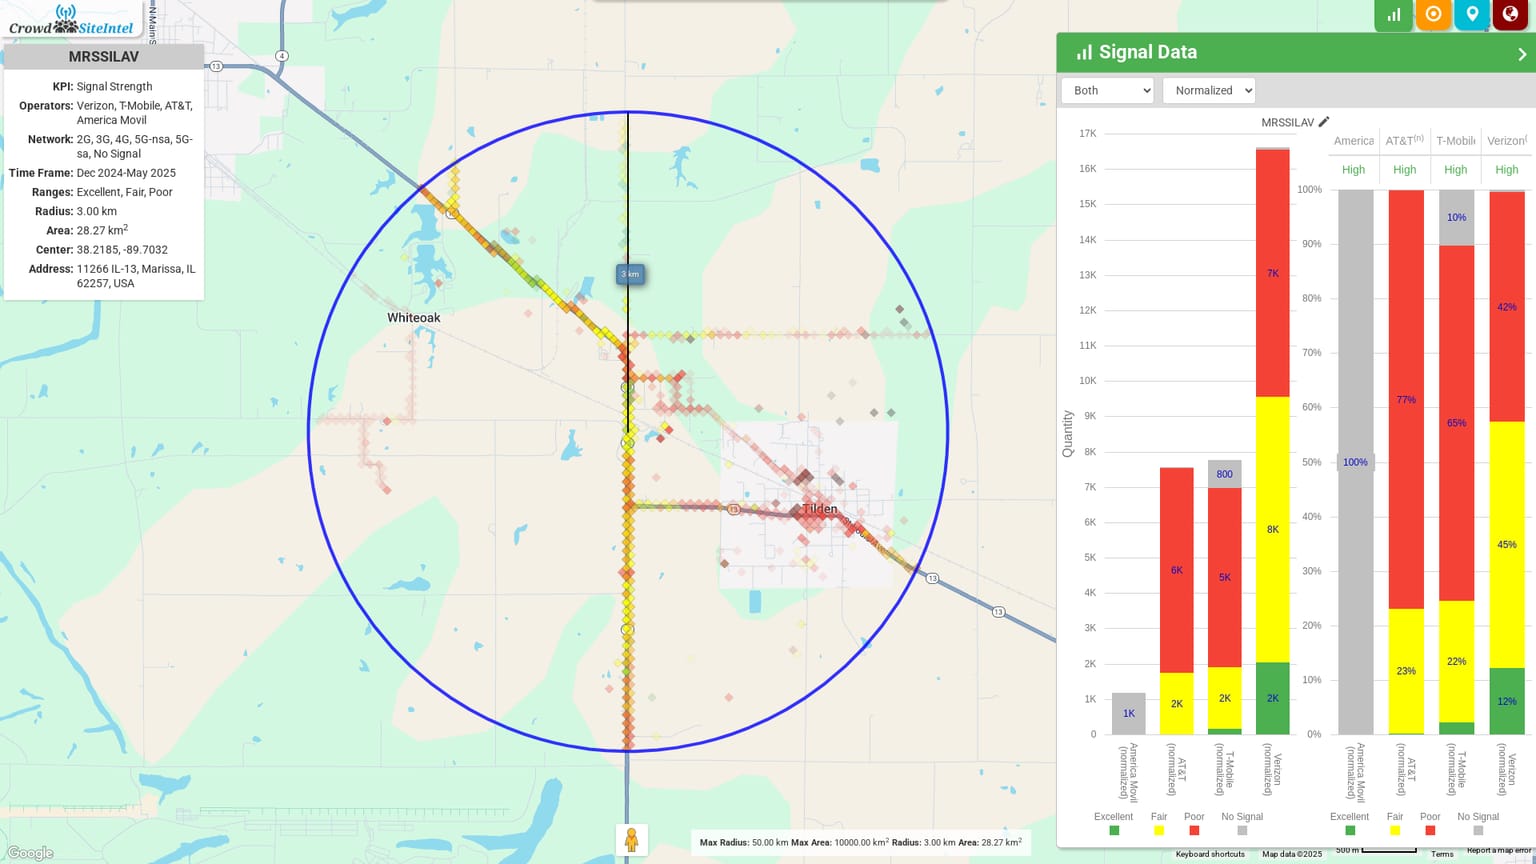 Crowd SiteIntel
MRSSILAV
KPI: Signal Strength
Operators: Verizon, T-Mobile, AT&T,
America Movil
Network: 2G, 3G, 4G, 5G-nsa, 5G-
sa, No Signal
Time Frame: Dec 2024-May 2025
Ranges: Excellent, Fair, Poor
Radius: 3.00 km
Area: 28.27 km²
Center: 38.2185, -89.7032
Address: 11266 IL-13, Marissa, IL
62257, USA
N Main S
4
13
3 km
Whiteoak
Tilden
13
13
13
Google
Max Radius: 50.00 km Max Area: 10000.00 km² Radius: 3.00 km Area: 28.27 km²
Signal Data
Both
Normalized
MRSSILAV
Quantity
17K
16K
15K
14K
13K
12K
11K
10K
9K
8K
7K
6K
5K
4K
3K
2K
1K
0
1K
6K
2K
800
5K
2K
7K
8K
2K
America Movil
(normalized)
AT&T
(normalized)
T-Mobile
(normalized)
Verizon
(normalized)
Excellent
Fair
Poor
No Signal
America
AT&T(n)
T-Mobile
Verizon(
High
High
High
High
100%
90%
80%
70%
60%
50%
40%
30%
20%
10%
0%
100%
77%
23%
10%
65%
22%
42%
45%
12%
America Movil
(normalized)
AT&T
(normalized)
T-Mobile
(normalized)
Verizon
(normalized)
Excellent
Fair
Poor
No Signal
Keyboard shortcuts
Map data ©2025
500 m
Terms
Report a map error